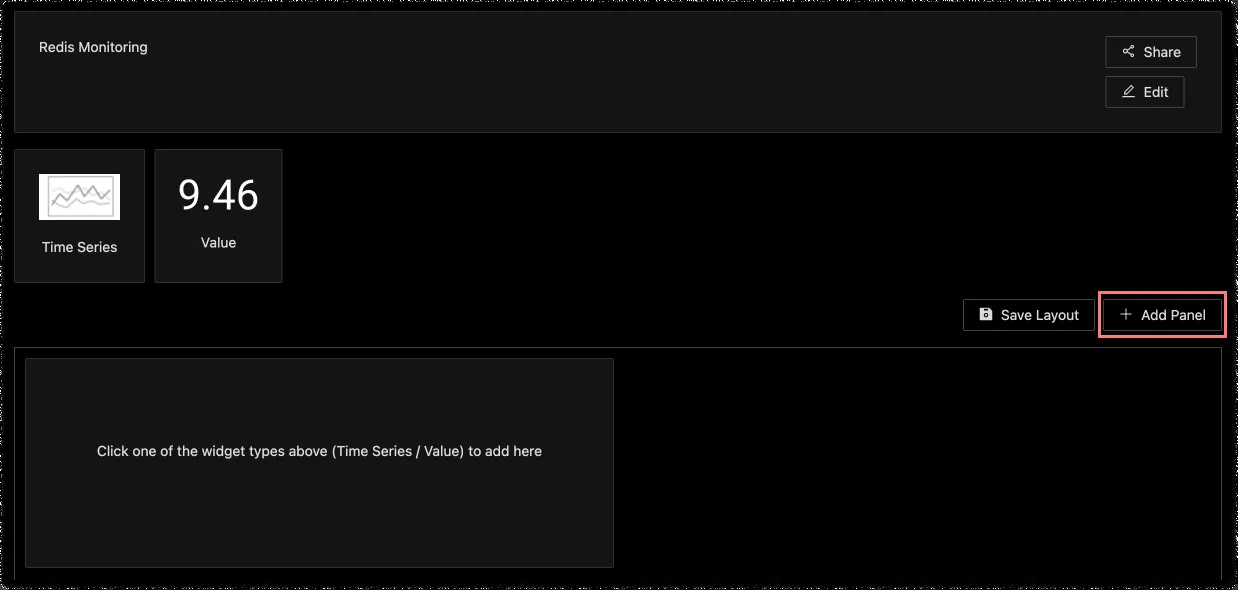 Redis Monitoring
Share
Edit
Time Series
9.46
Value
Save Layout
+ Add Panel
Click one of the widget types above (Time Series / Value) to add here